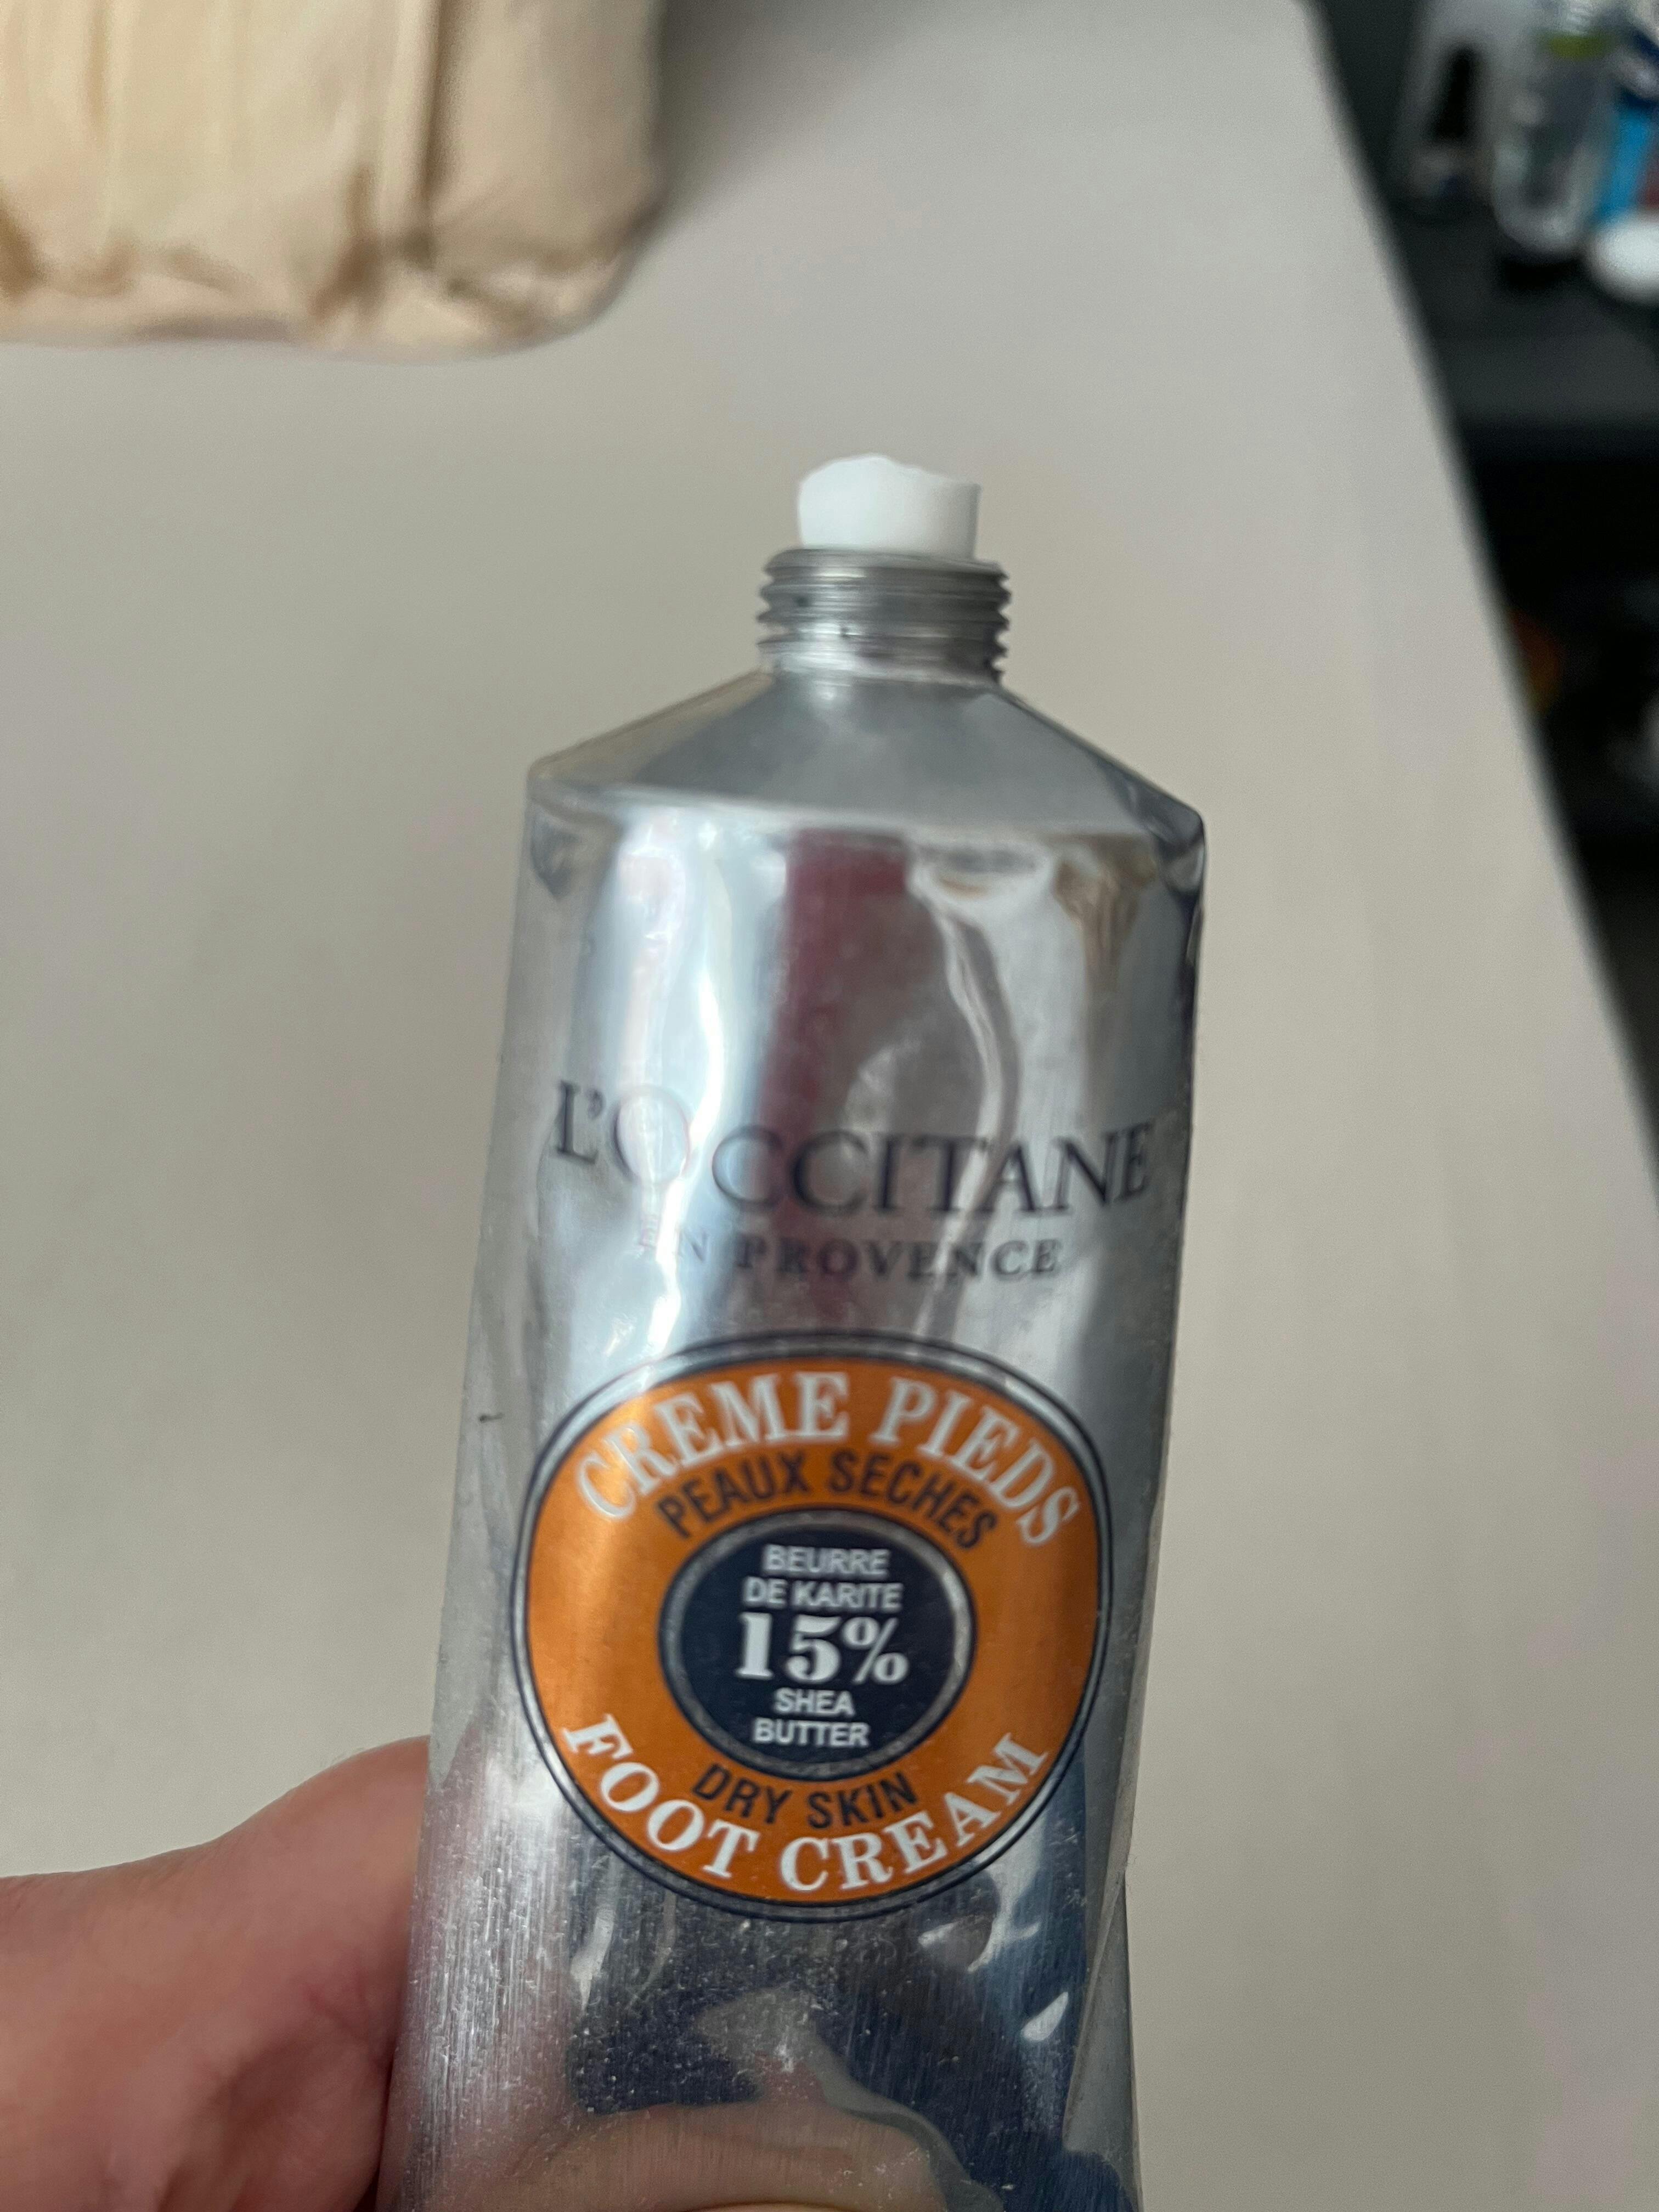 L'OCCITANE
EN PROVENCE
CREME PIEDS
PEAUX SECHES
BEURRE
DE KARITE
15%
SHEA
BUTTER
DRY SKIN
FOOT CREAM